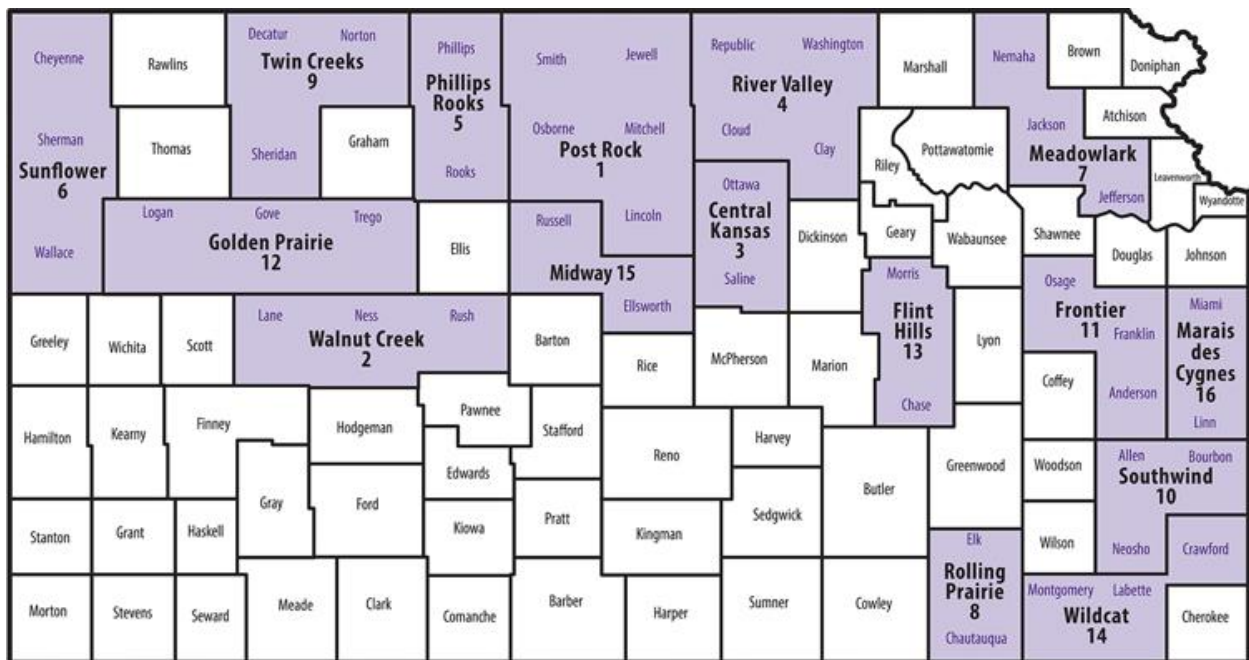 Cheyenne
Rawlins
Decatur
Norton
Twin Creeks
9
Phillips
Phillips
Rooks
5
Rooks
Smith
Jewell
Osborne
Mitchell
Post Rock
1
Lincoln
Republic
Washington
River Valley
4
Cloud
Clay
Marshall
Nemaha
Brown
Doniphan
Atchison
Jackson
Meadowlark
7
Jefferson
Leavenworth
Wyandotte
Sherman
Sunflower
6
Wallace
Thomas
Sheridan
Graham
Logan
Gove
Trego
Golden Prairie
12
Ellis
Russell
Midway 15
Ellsworth
Ottawa
Central
Kansas
3
Saline
Dickinson
Riley
Pottawatomie
Geary
Wabaunsee
Shawnee
Douglas
Johnson
Morris
Flint
Hills
13
Chase
Osage
Frontier
11
Franklin
Anderson
Miami
Marais
des
Cygnes
16
Linn
Greeley
Wichita
Scott
Lane
Ness
Rush
Walnut Creek
2
Barton
Rice
McPherson
Marion
Lyon
Coffey
Hamilton
Kearny
Finney
Hodgeman
Pawnee
Stafford
Edwards
Reno
Harvey
Butler
Greenwood
Woodson
Allen
Bourbon
Southwind
10
Neosho
Crawford
Gray
Ford
Kiowa
Pratt
Kingman
Sedgwick
Wilson
Stanton
Grant
Haskell
Elk
Rolling
Prairie
8
Chautauqua
Montgomery
Labette
Wildcat
14
Cherokee
Morton
Stevens
Seward
Meade
Clark
Comanche
Barber
Harper
Sumner
Cowley